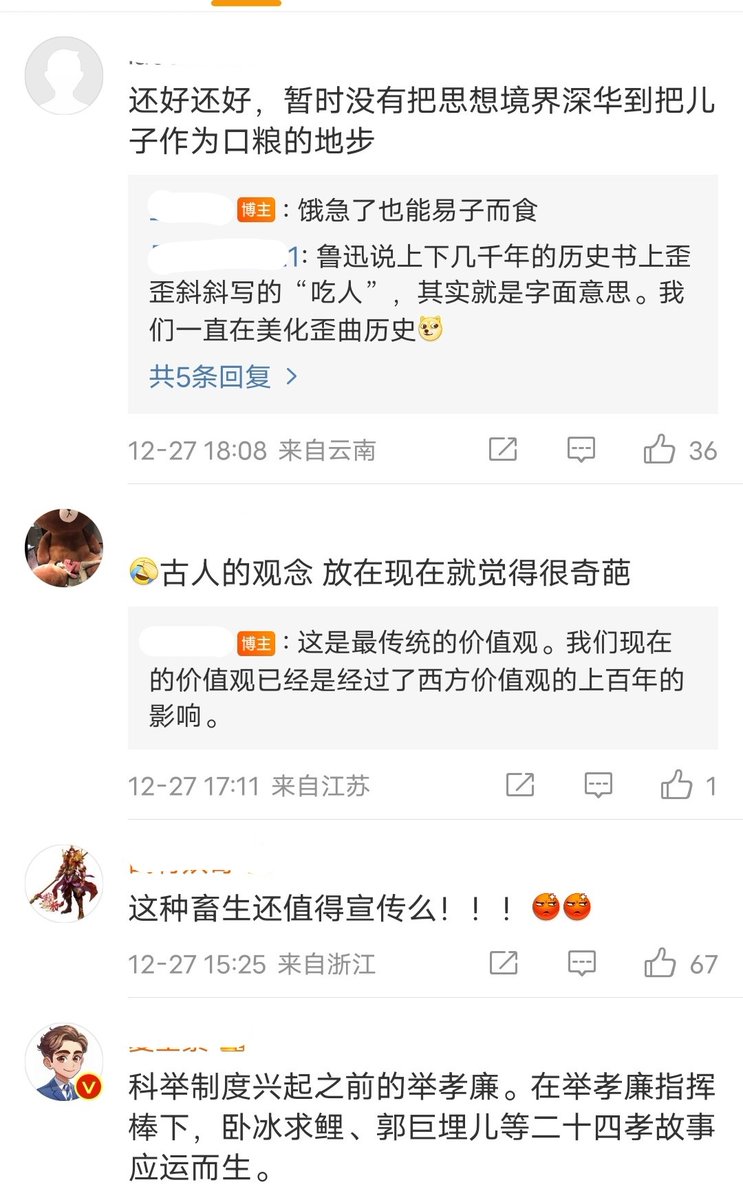 还好还好，暂时没有把思想境界深华到把儿
子作为口粮的地步
博主：饿急了也能易子而食
1：鲁迅说上下几千年的历史书上歪
歪斜斜写的“吃人”，其实就是字面意思。我
们一直在美化歪曲历史
共5条回复 >
12-27 18:08 来自云南 36
古人的观念 放在现在就觉得很奇葩
博主：这是最传统的价值观。我们现在
的价值观已经是经过了西方价值观的上百年的
影响。
12-27 17:11 来自江苏 1
这种畜生还值得宣传么！！！
12-27 15:25 来自浙江 67
科举制度兴起之前的举孝廉。在举孝廉指挥
棒下，卧冰求鲤、郭巨埋儿等二十四孝故事
应运而生。